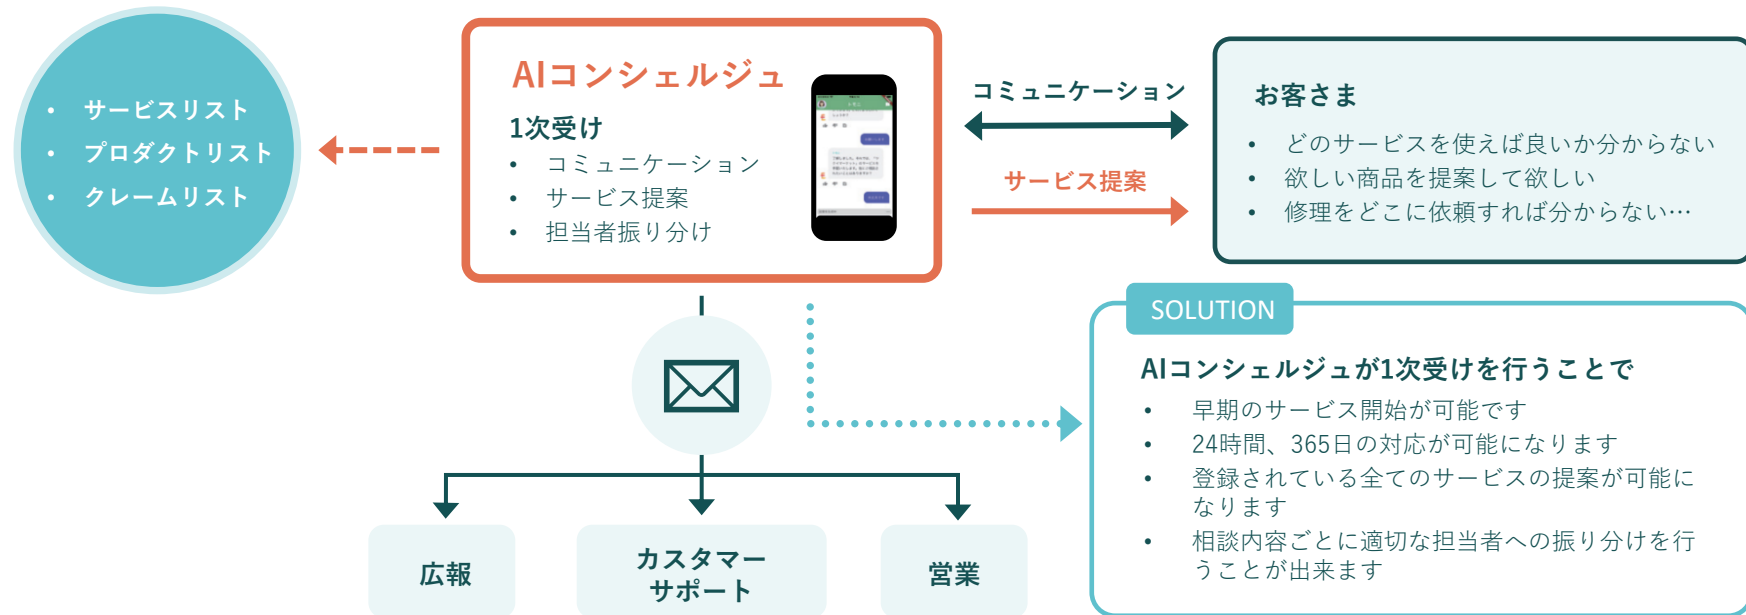 • サービスリスト
• プロダクトリスト
• クレームリスト
AIコンシェルジュ
1次受け
• コミュニケーション
• サービス提案
• 担当者振り分け
コミュニケーション
サービス提案
お客さま
• どのサービスを使えば良いか分からない
• 欲しい商品を提案して欲しい
• 修理をどこに依頼すれば分からない…
SOLUTION
AIコンシェルジュが1次受けを行うことで
• 早期のサービス開始が可能です
• 24時間、365日の対応が可能になります
• 登録されている全てのサービスの提案が可能に
なります
• 相談内容ごとに適切な担当者への振り分けを行
うことが出来ます
広報
カスタマー
サポート
営業